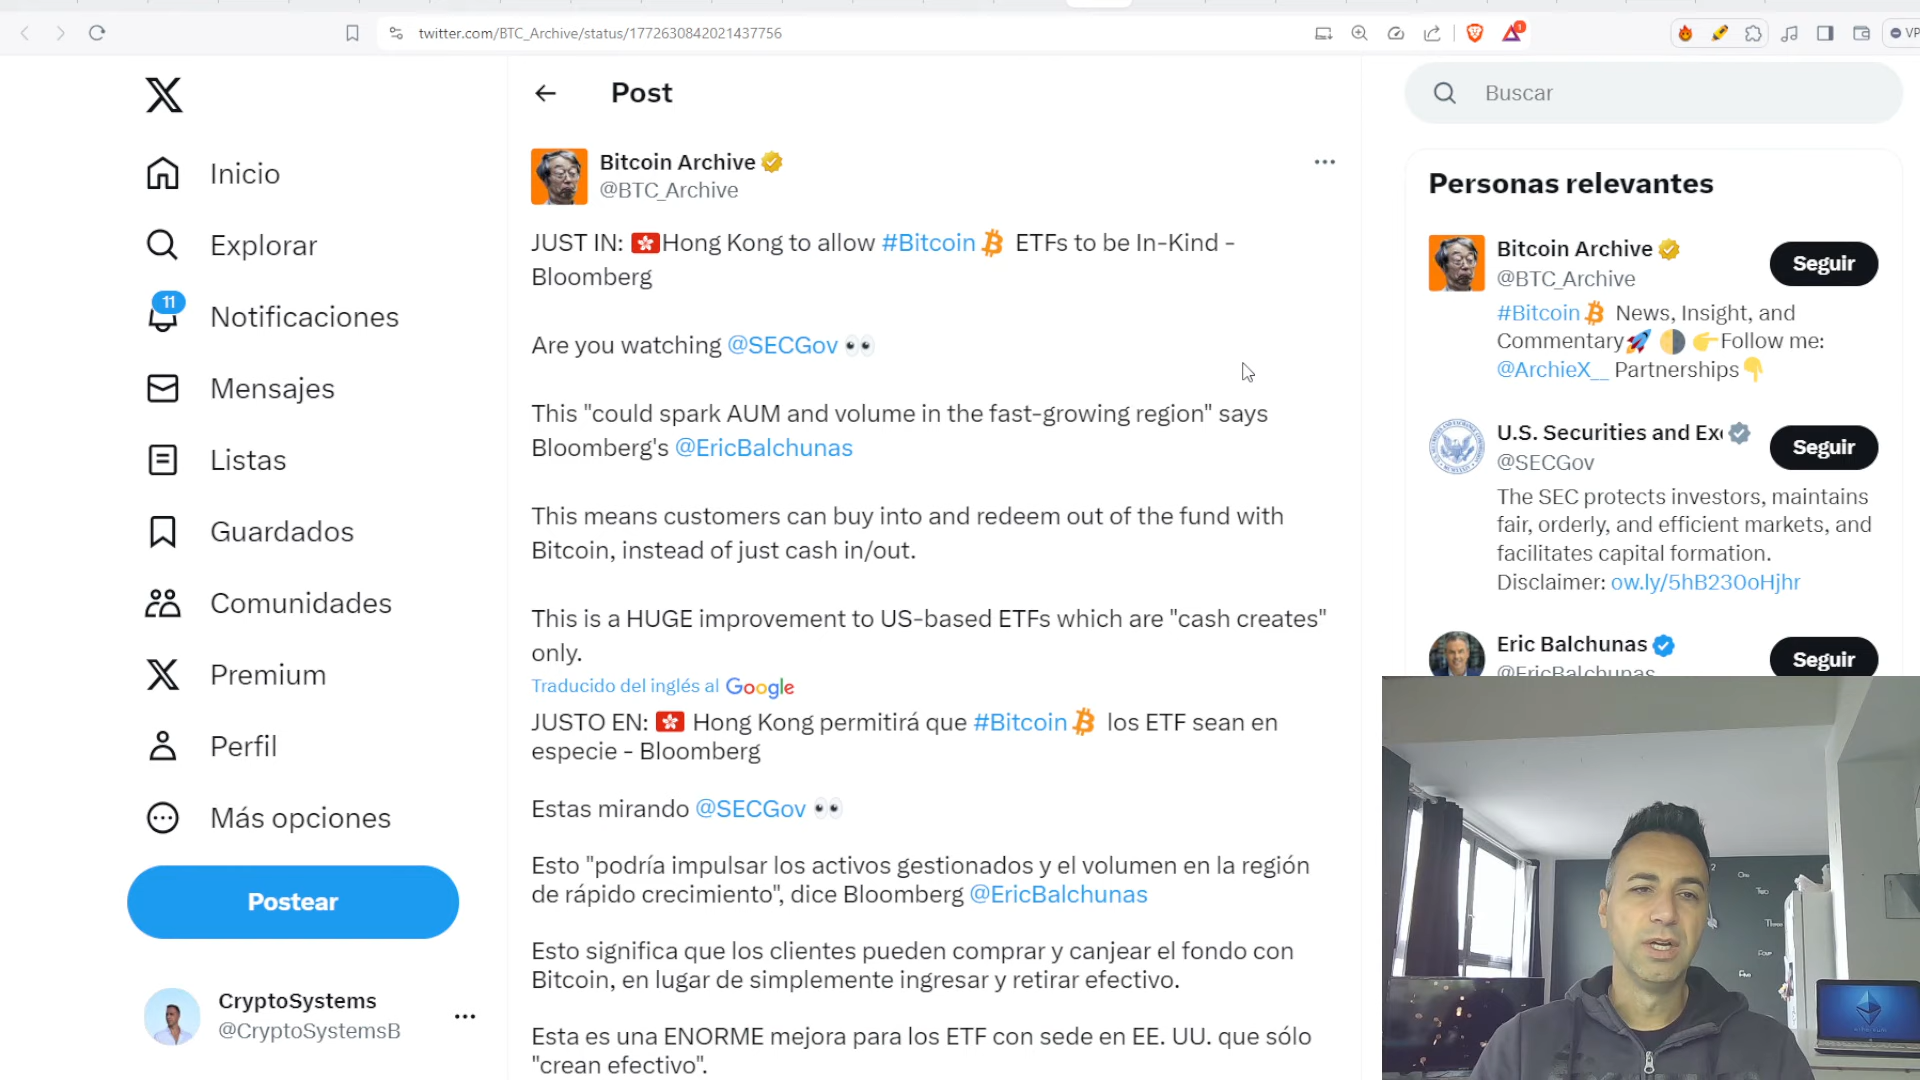 twitter.com/BTC_Archive/status/1772630842021437756
1
VP
Inicio
Explorar
11
Notificaciones
Mensajes
Listas
Guardados
Comunidades
Premium
Perfil
Más opciones
Postear
CryptoSystems
@CryptoSystemsB
Post
Bitcoin Archive
@BTC_Archive
JUST IN: 🇭🇰Hong Kong to allow #Bitcoin ETFs to be In-Kind -
Bloomberg
Are you watching @SECGov 👀
This "could spark AUM and volume in the fast-growing region" says
Bloomberg's @EricBalchunas
This means customers can buy into and redeem out of the fund with
Bitcoin, instead of just cash in/out.
This is a HUGE improvement to US-based ETFs which are "cash creates"
only.
Traducido del inglés al Google
JUSTO EN: 🇭🇰 Hong Kong permitirá que #Bitcoin los ETF sean en
especie - Bloomberg
Estas mirando @SECGov 👀
Esto "podría impulsar los activos gestionados y el volumen en la región
de rápido crecimiento", dice Bloomberg @EricBalchunas
Esto significa que los clientes pueden comprar y canjear el fondo con
Bitcoin, en lugar de simplemente ingresar y retirar efectivo.
Esta es una ENORME mejora para los ETF con sede en EE. UU. que sólo
"crean efectivo".
Buscar
Personas relevantes
Bitcoin Archive
@BTC_Archive
Seguir
#Bitcoin News, Insight, and
Commentary🚀 🌗 👉Follow me:
@ArchieX__ Partnerships👇
U.S. Securities and Ex
@SECGov
Seguir
The SEC protects investors, maintains
fair, orderly, and efficient markets, and
facilitates capital formation.
Disclaimer: ow.ly/5hB230oHjhr
Eric Balchunas
@EricBalchunas
Seguir
One
Two
Four
Five
ethereum